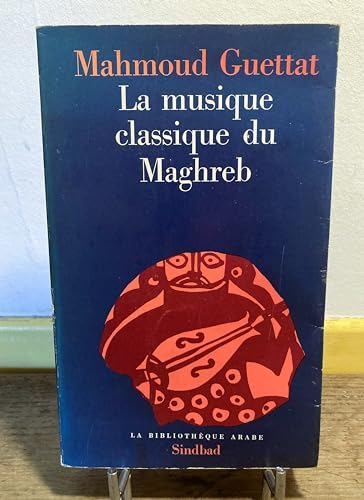 Mahmoud Guettat
La musique
classique du
Maghreb
LA BIBLIOTHÈQUE ARABE
Sindbad